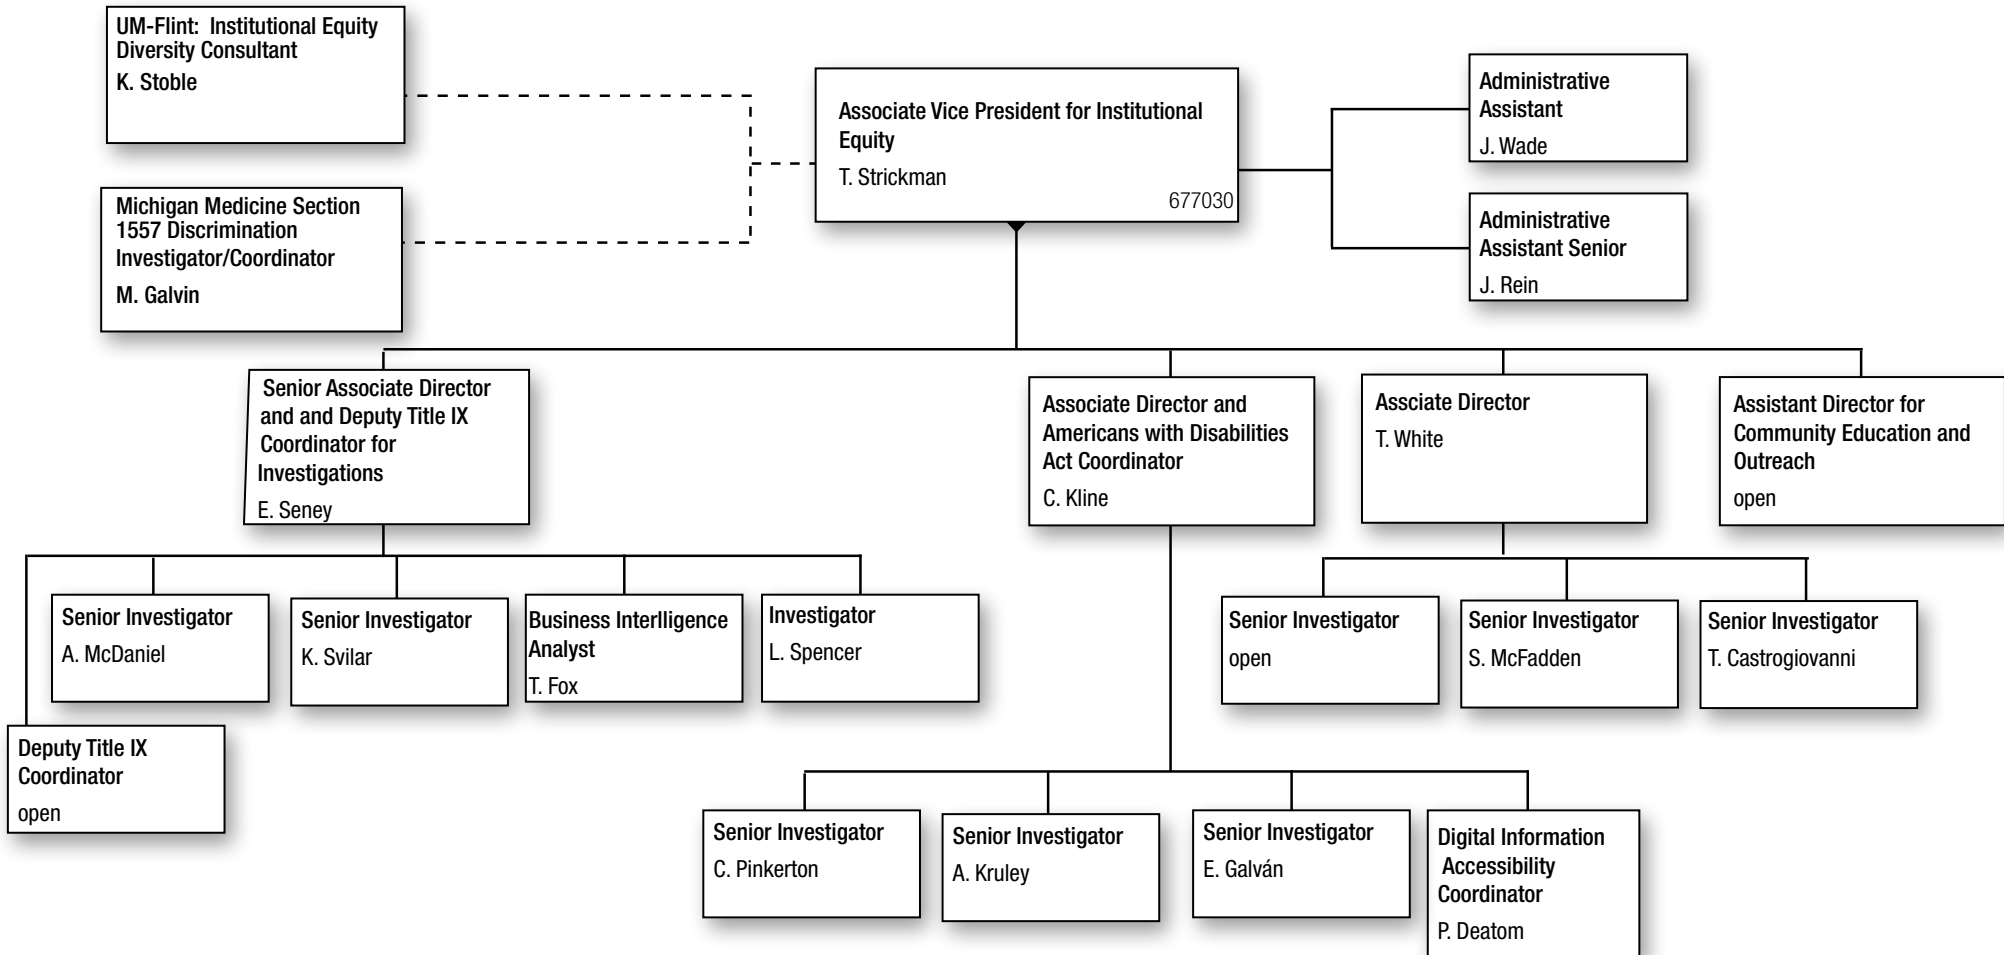 UM-Flint: Institutional Equity
Diversity Consultant
K. Stoble
Michigan Medicine Section
1557 Discrimination
Investigator/Coordinator
M. Galvin
Associate Vice President for Institutional
Equity
T. Strickman
677030
Administrative
Assistant
J. Wade
Administrative
Assistant Senior
J. Rein
Senior Associate Director
and and Deputy Title IX
Coordinator for
Investigations
E. Seney
Associate Director and
Americans with Disabilities
Act Coordinator
C. Kline
Assciate Director
T. White
Assistant Director for
Community Education and
Outreach
open
Senior Investigator
A. McDaniel
Senior Investigator
K. Svilar
Business Interlligence
Analyst
T. Fox
Investigator
L. Spencer
Senior Investigator
open
Senior Investigator
S. McFadden
Senior Investigator
T. Castrogiovanni
Deputy Title IX
Coordinator
open
Senior Investigator
C. Pinkerton
Senior Investigator
A. Kruley
Senior Investigator
E. Galván
Digital Information
Accessibility
Coordinator
P. Deatom